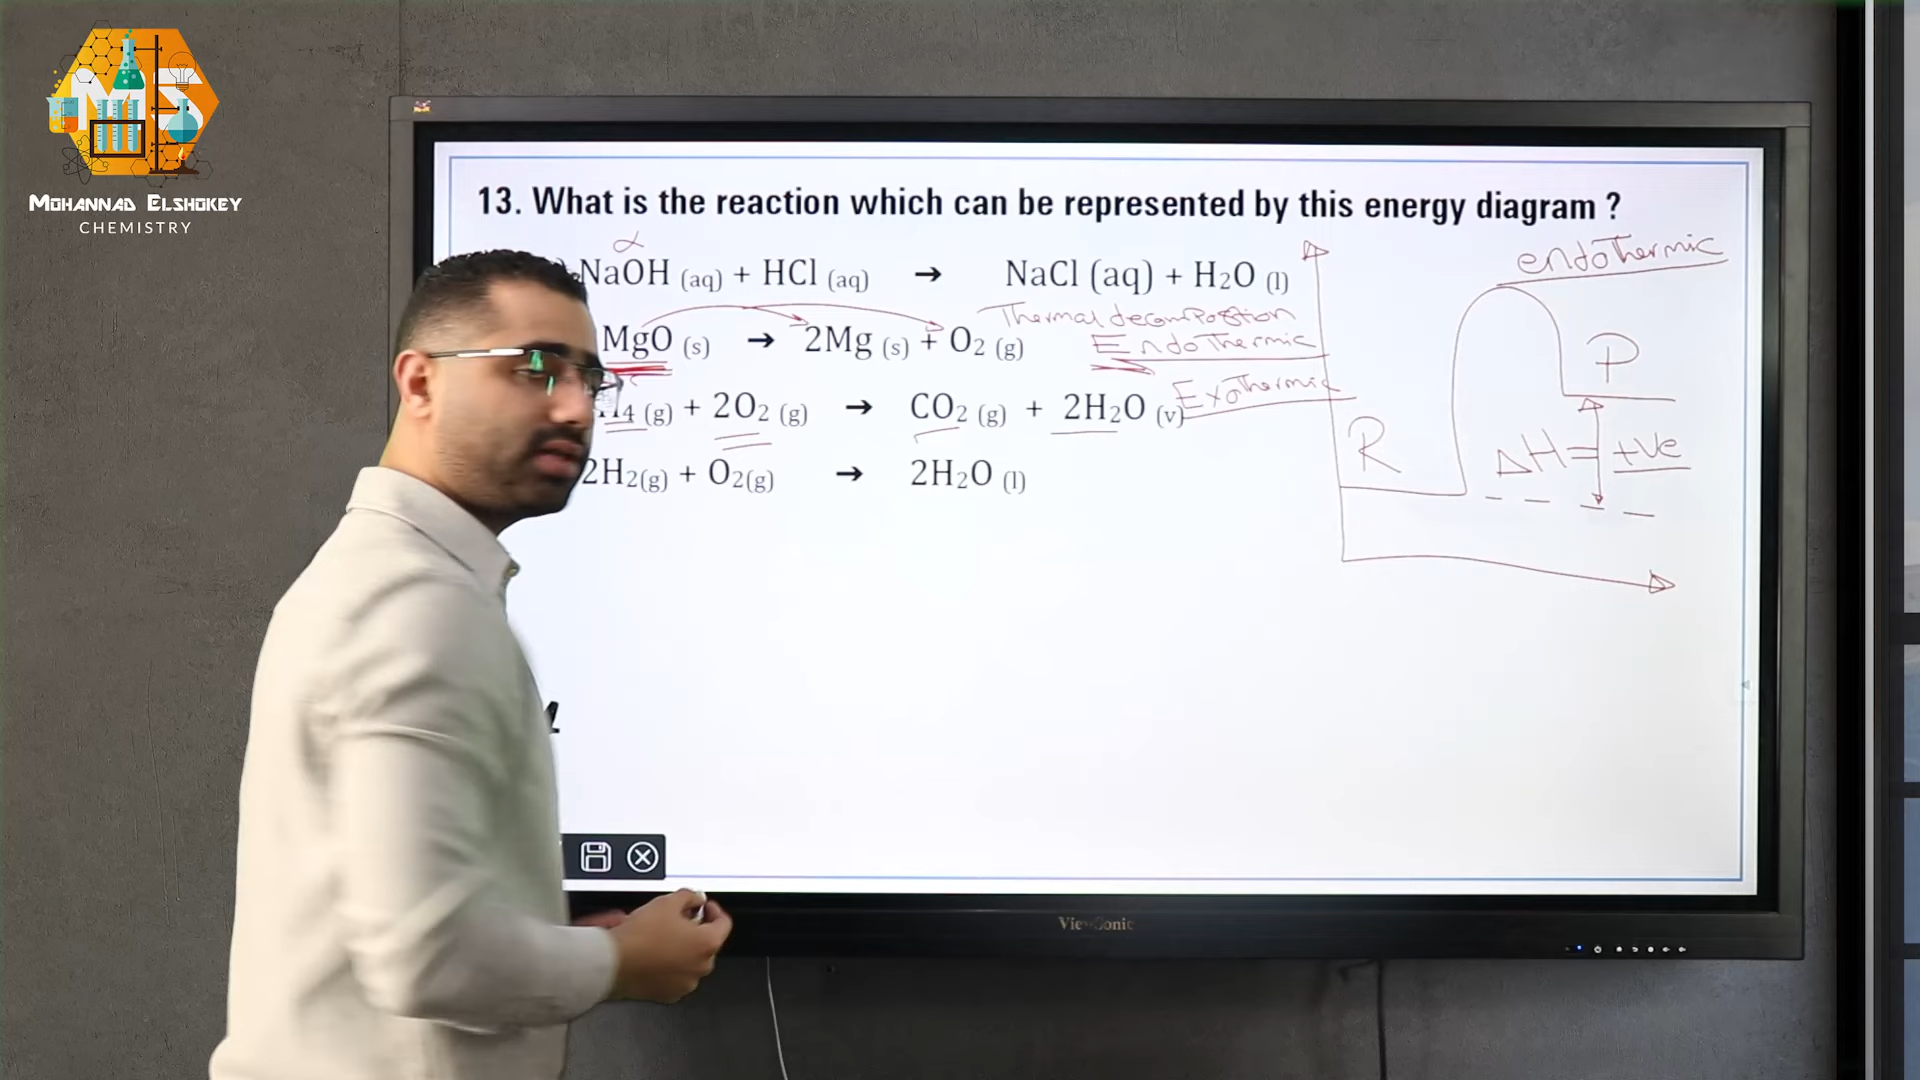 MS
MOHANNAD ELSHOKEY
CHEMISTRY
13. What is the reaction which can be represented by this energy diagram ?
α
NaOH (aq) + HCl (aq) → NaCl (aq) + H2O (l)
endothermic
Thermal decomposition
MgO (s) → 2Mg (s) + O2 (g)
Endothermic
Exothermic
4 (g) + 2O2 (g) → CO2 (g) + 2H2O (v)
2H2(g) + O2(g) → 2H2O (l)
R
P
ΔH = +ve
ViewSonic